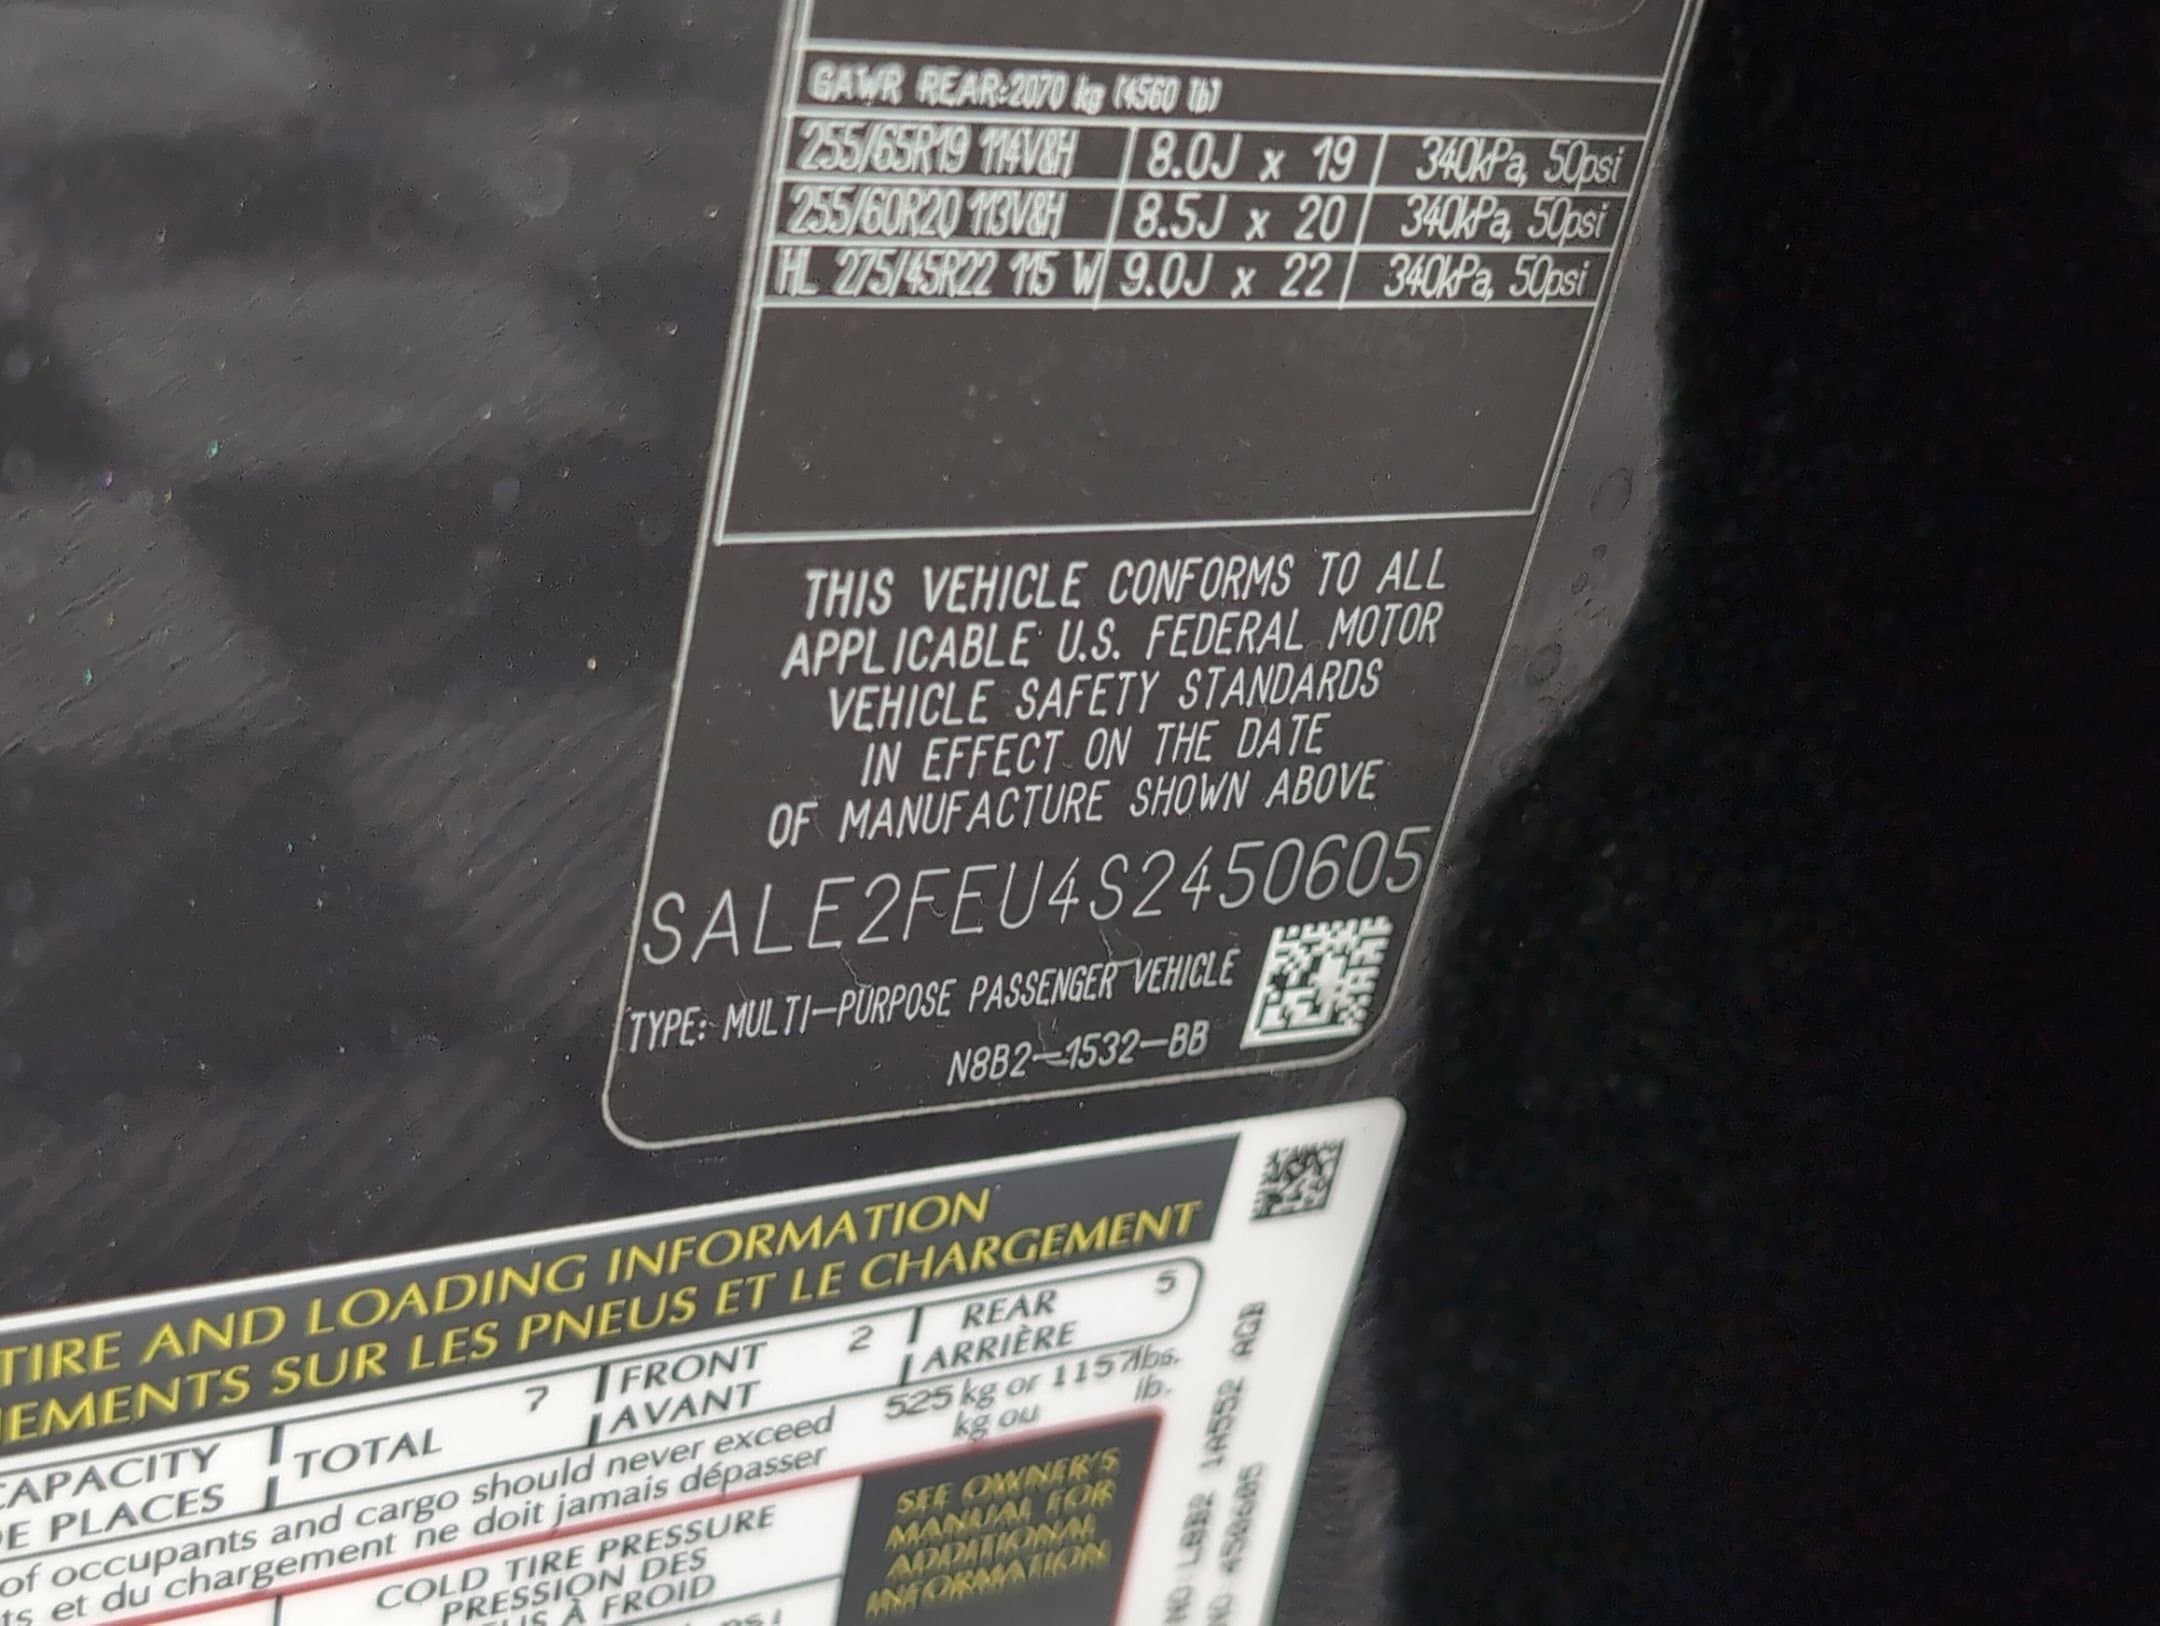 GAWR REAR:2070 kg (4560 lb)
255/65R19 114V&H 8.0J x 19 340kPa, 50psi
255/60R20 113V&H 8.5J x 20 340kPa, 50psi
HL 275/45R22 115 W 9.0J x 22 340kPa, 50psi
THIS VEHICLE CONFORMS TO ALL
APPLICABLE U.S. FEDERAL MOTOR
VEHICLE SAFETY STANDARDS
IN EFFECT ON THE DATE
OF MANUFACTURE SHOWN ABOVE
SALE2FEU4S2450605
TYPE: MULTI-PURPOSE PASSENGER VEHICLE
N8B2-1532-BB
TIRE AND LOADING INFORMATION
EMENTS SUR LES PNEUS ET LE CHARGEMENT
CAPACITY TOTAL 7 FRONT 2 REAR 5
E PLACES AVANT ARRIÈRE
of occupants and cargo should never exceed 525 kg or 1157 lbs.
ts et du chargement ne doit jamais dépasser kg ou lb.
COLD TIRE PRESSURE
PRESSION DES
US À FROID
SEE OWNER'S
MANUAL FOR
ADDITIONAL
INFORMATION
NO L8B2 1A552 AGB
NO 450605